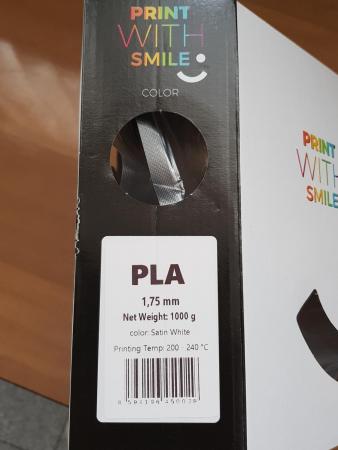 PRINT
WITH
SMILE
COLOR
PLA
1,75 mm
Net Weight: 1000 g
color: Satin White
Printing Temp: 200 - 240 °C
PRINT
WITH
SMILE